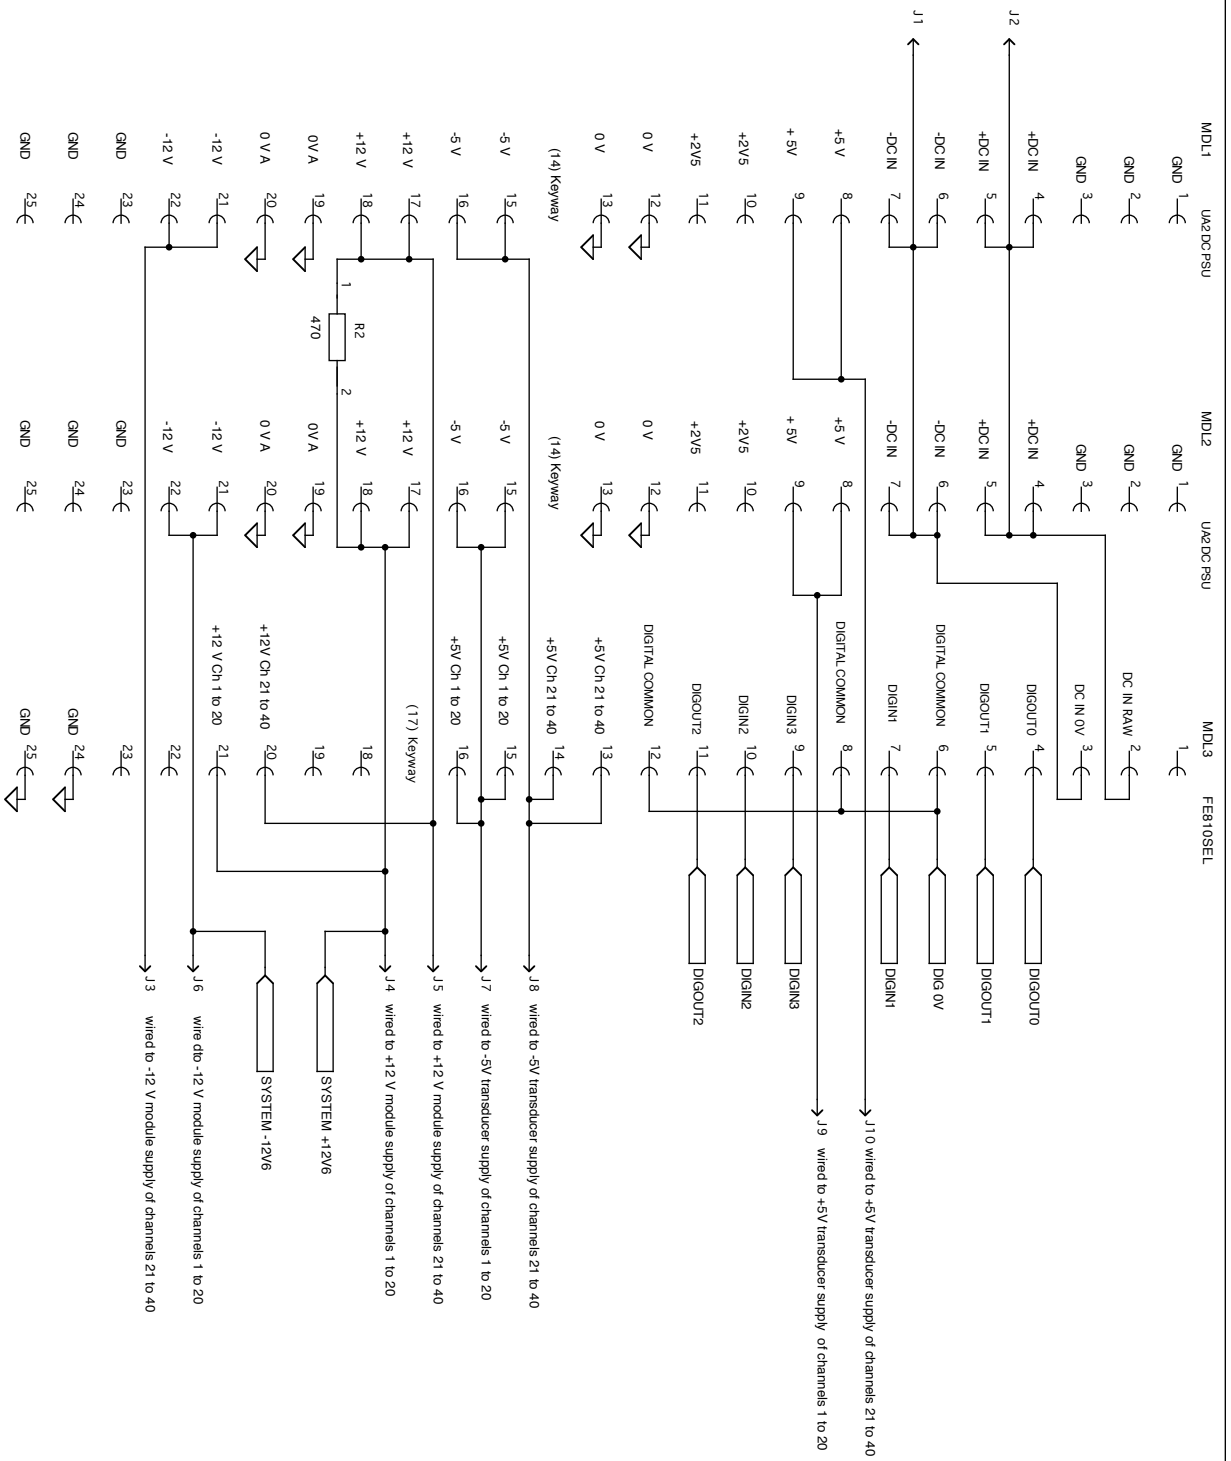 J1
J2
MDL1
UA2 DC PSU
GND 1
GND 2
GND 3
+DC IN 4
+DC IN 5
-DC IN 6
-DC IN 7
+5 V 8
+ 5V 9
+2V5 10
+2V5 11
0 V 12
0 V 13
(14) Keyway
-5 V 15
-5 V 16
+12 V 17
+12 V 18
0V A 19
0 V A 20
-12 V 21
-12 V 22
GND 23
GND 24
GND 25
1
R2
470
2
MDL2
UA2 DC PSU
GND 1
GND 2
GND 3
+DC IN 4
+DC IN 5
-DC IN 6
-DC IN 7
+5 V 8
+ 5V 9
+2V5 10
+2V5 11
0 V 12
0 V 13
(14) Keyway
-5 V 15
-5 V 16
+12 V 17
+12 V 18
0V A 19
0 V A 20
-12 V 21
-12 V 22
GND 23
GND 24
GND 25
MDL3
FE810SEL
1
DC IN RAW 2
DC IN 0V 3
DIGOUT0 4
DIGOUT1 5
DIGITAL COMMON 6
DIGIN1 7
DIGITAL COMMON 8
DIGIN3 9
DIGIN2 10
DIGOUT2 11
DIGITAL COMMON 12
+5V Ch 21 to 40 13
+5V Ch 21 to 40 14
+5V Ch 1 to 20 15
+5V Ch 1 to 20 16
(17) Keyway
18
19
+12V Ch 21 to 40 20
+12 V Ch 1 to 20 21
22
23
GND 24
GND 25
DIGOUT0
DIGOUT1
DIG 0V
DIGIN1
DIGIN3
DIGIN2
DIGOUT2
J10 wired to +5V transducer supply of channels 21 to 40
J9 wired to +5V transducer supply of channels 1 to 20
J8 wired to -5V transducer supply of channels 21 to 40
J7 wired to -5V transducer supply of channels 1 to 20
J5 wired to +12 V module supply of channels 21 to 40
J4 wired to +12 V module supply of channels 1 to 20
SYSTEM +12V6
SYSTEM -12V6
J6 wire dto -12 V module supply of channels 1 to 20
J3 wired to -12 V module supply of channels 21 to 40